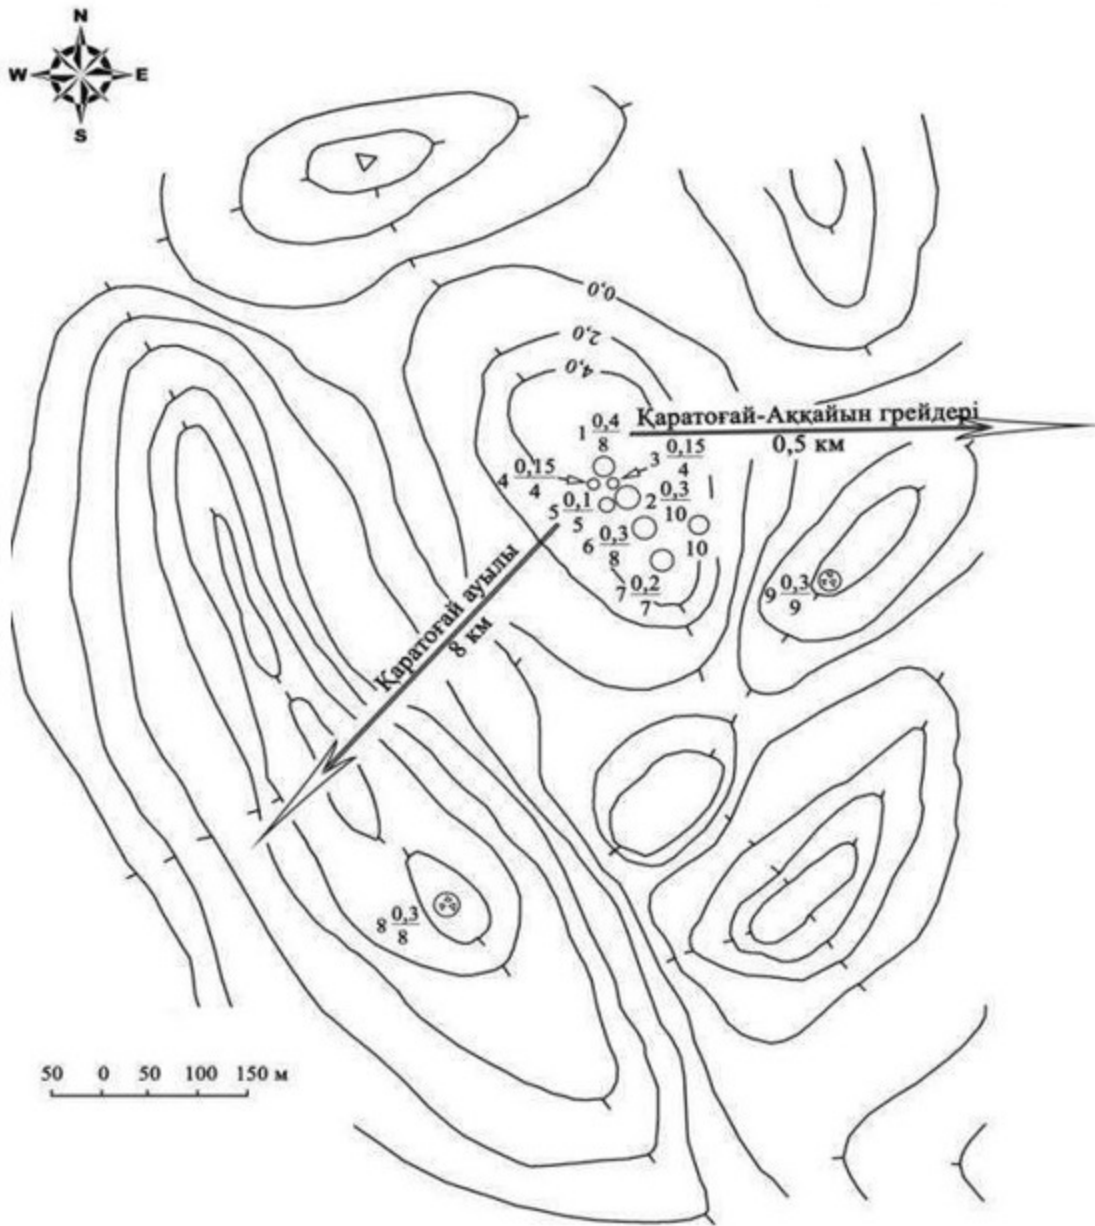 N
W E
S
0,0
2,0
4,0
Қаратоғай-Аққайын грейдері
0,5 км
1 0,4
8
3 0,15
4
4 0,15
4
5 0,1
5
2 0,3
10
6 0,3
8
10
7 0,2
7
9 0,3
9
Қаратоғай ауылы
8 км
8 0,3
8
50 0 50 100 150 м